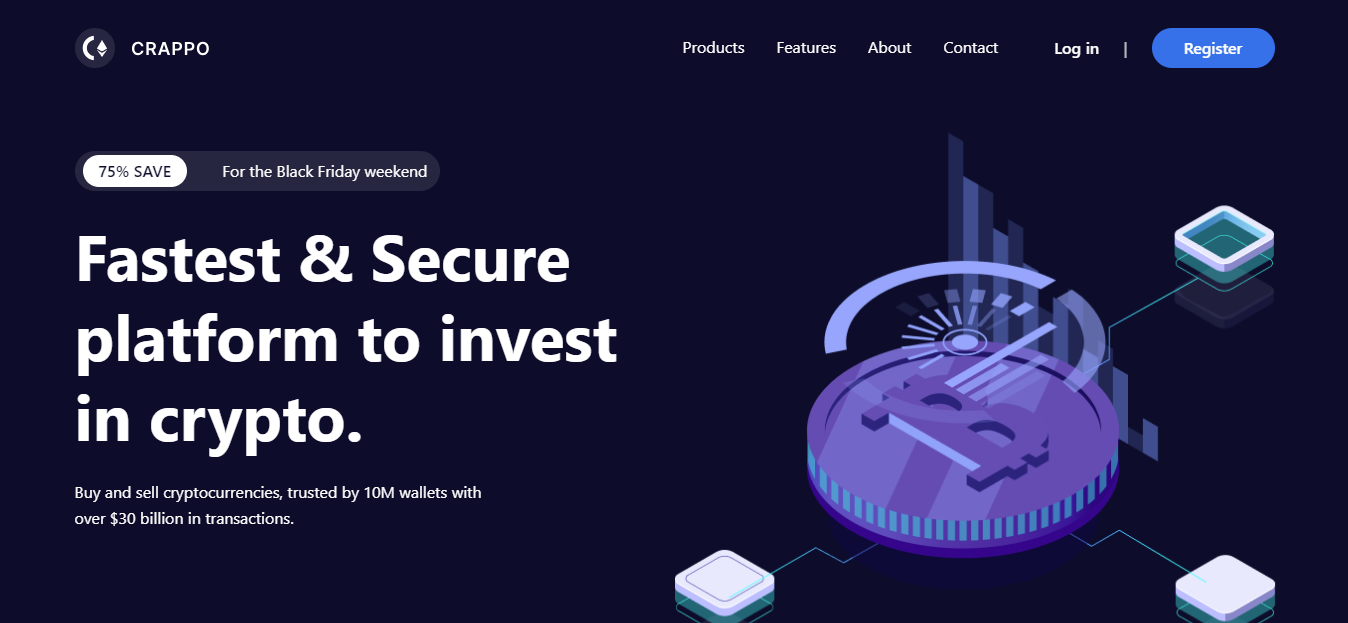 CRAPPO
Products Features About Contact Log in | Register
75% SAVE For the Black Friday weekend
Fastest & Secure
platform to invest
in crypto.
Buy and sell cryptocurrencies, trusted by 10M wallets with
over $30 billion in transactions.